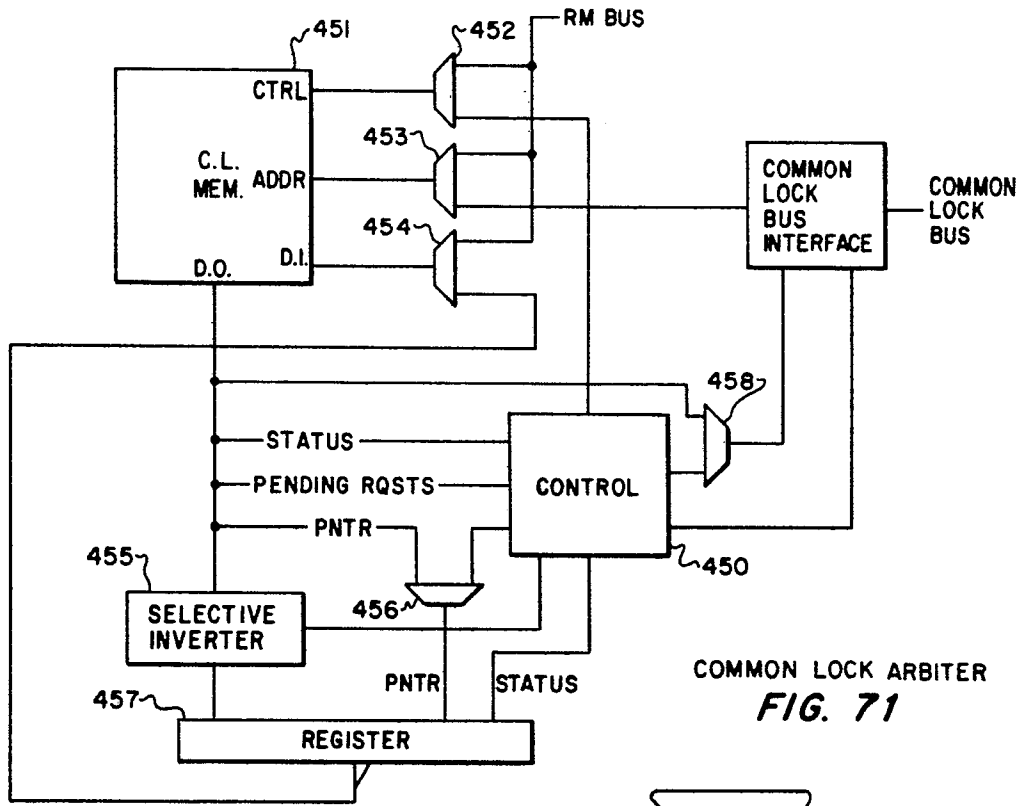 RM BUS
451
452
CTRL
453
C.L.
MEM.
ADDR
COMMON
LOCK
BUS
INTERFACE
COMMON
LOCK
BUS
454
D.I.
D.O.
458
STATUS
PENDING RQSTS
CONTROL
PNTR
450
455
456
SELECTIVE
INVERTER
PNTR
STATUS
COMMON LOCK ARBITER
FIG. 71
457
REGISTER